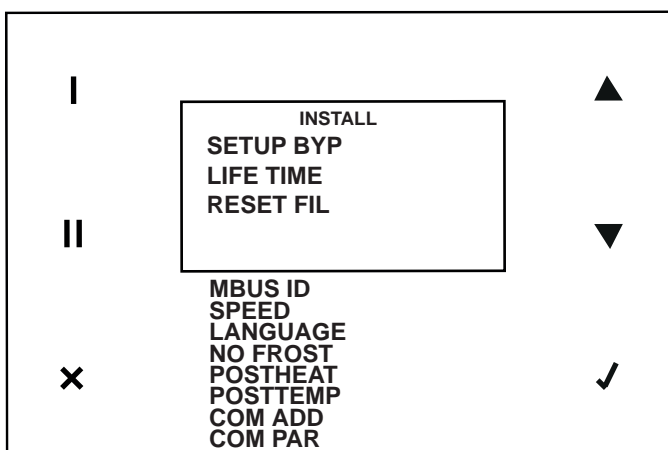 I
INSTALL
SETUP BYP
LIFE TIME
RESET FIL
II
MBUS ID
SPEED
LANGUAGE
NO FROST
POSTHEAT
POSTTEMP
COM ADD
COM PAR